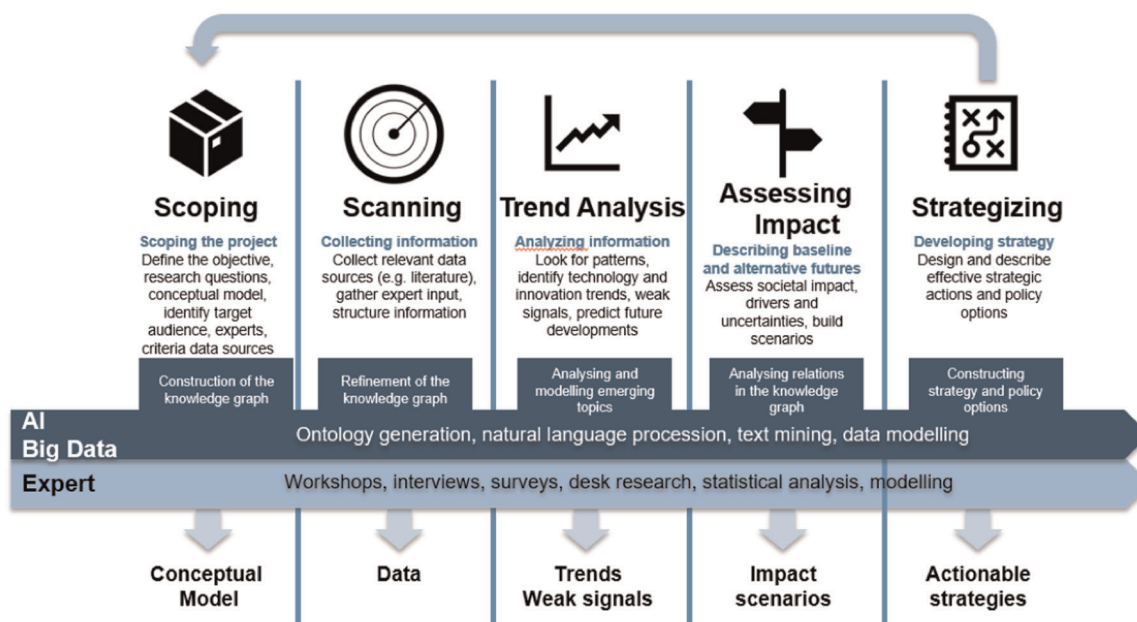 Scoping
Scoping the project
Define the objective,
research questions,
conceptual model,
identify target
audience, experts,
criteria data sources
Construction of the
knowledge graph
Scanning
Collecting information
Collect relevant data
sources (e.g. literature),
gather expert input,
structure information
Refinement of the
knowledge graph
Trend Analysis
Analyzing information
Look for patterns,
identify technology and
innovation trends, weak
signals, predict future
developments
Analysing and
modelling emerging
topics
Assessing
Impact
Describing baseline
and alternative futures
Assess societal impact,
drivers and
uncertainties, build
scenarios
Analysing relations
in the knowledge
graph
Strategizing
Developing strategy
Design and describe
effective strategic
actions and policy
options
Constructing
strategy and policy
options
AI
Big Data
Ontology generation, natural language procession, text mining, data modelling
Expert
Workshops, interviews, surveys, desk research, statistical analysis, modelling
Conceptual
Model
Data
Trends
Weak signals
Impact
scenarios
Actionable
strategies